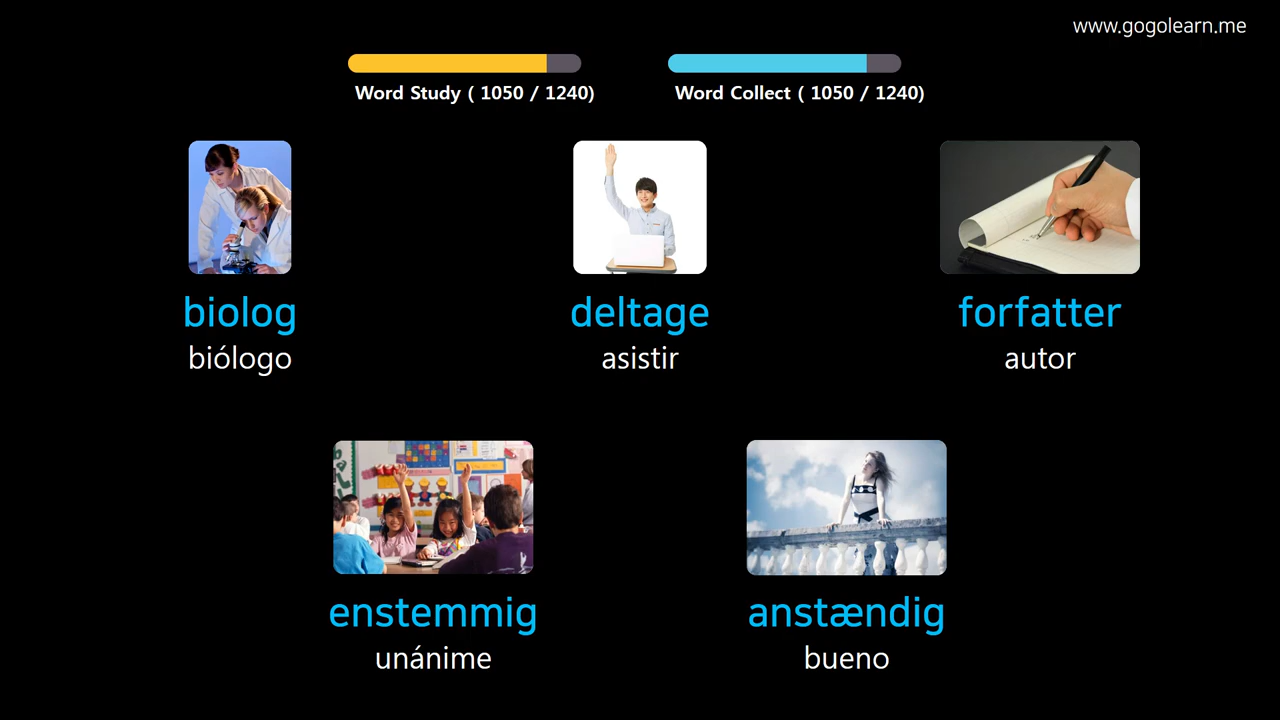 www.gogolearn.me
Word Study ( 1050 / 1240)
Word Collect ( 1050 / 1240)
biolog
deltage
forfatter
biólogo
asistir
autor
enstemmig
anstændig
unánime
bueno